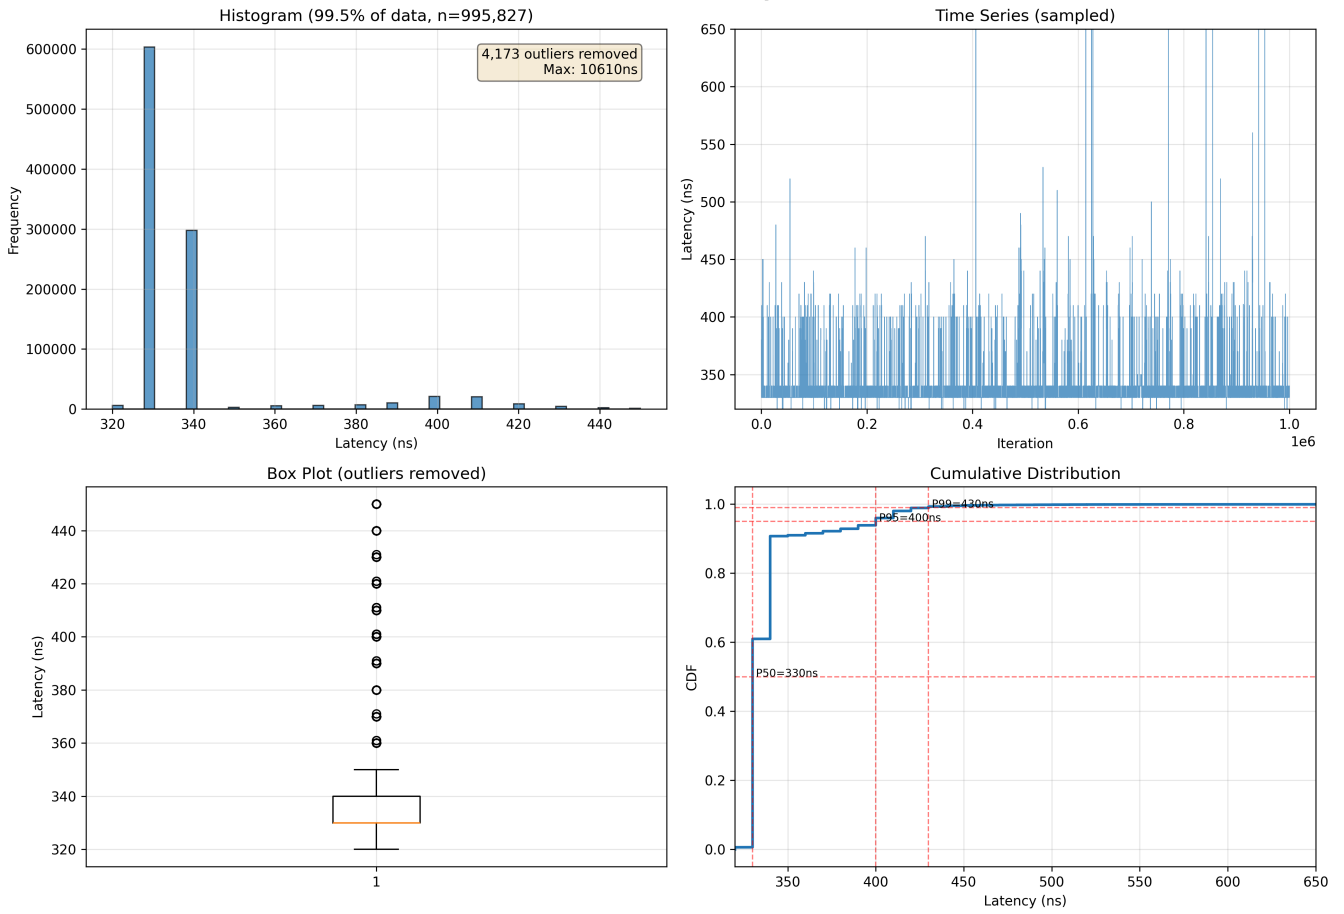 Histogram (99.5% of data, n=995,827)
4,173 outliers removed
Max: 10610ns
Frequency
600000
500000
400000
300000
200000
100000
0
320
340
360
380
400
420
440
Latency (ns)
Time Series (sampled)
Latency (ns)
650
600
550
500
450
400
350
0.0
0.2
0.4
0.6
0.8
1.0
1e6
Iteration
Box Plot (outliers removed)
Latency (ns)
440
420
400
380
360
340
320
1
Cumulative Distribution
CDF
1.0
0.8
0.6
0.4
0.2
0.0
P99=430ns
P95=400ns
P50=330ns
350
400
450
500
550
600
650
Latency (ns)